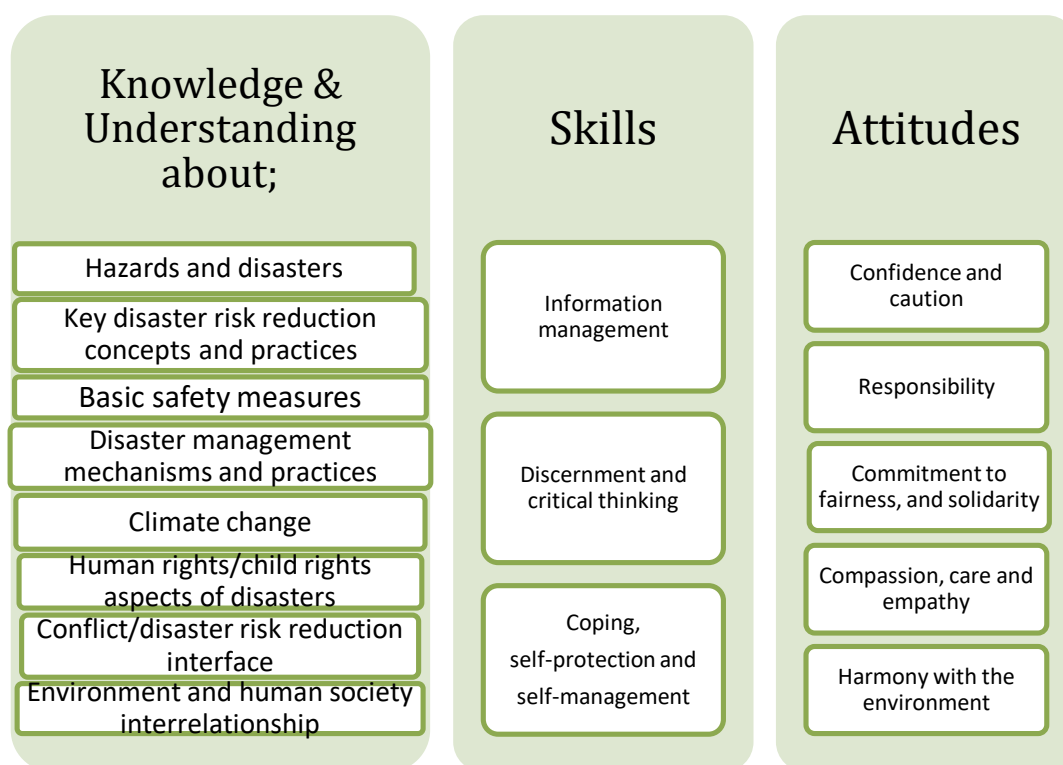 Knowledge &
Understanding
about;
Hazards and disasters
Key disaster risk reduction
concepts and practices
Basic safety measures
Disaster management
mechanisms and practices
Climate change
Human rights/child rights
aspects of disasters
Conflict/disaster risk reduction
interface
Environment and human society
interrelationship
Skills
Information
management
Discernment and
critical thinking
Coping,
self-protection and
self-management
Attitudes
Confidence and
caution
Responsibility
Commitment to
fairness, and solidarity
Compassion, care and
empathy
Harmony with the
environment